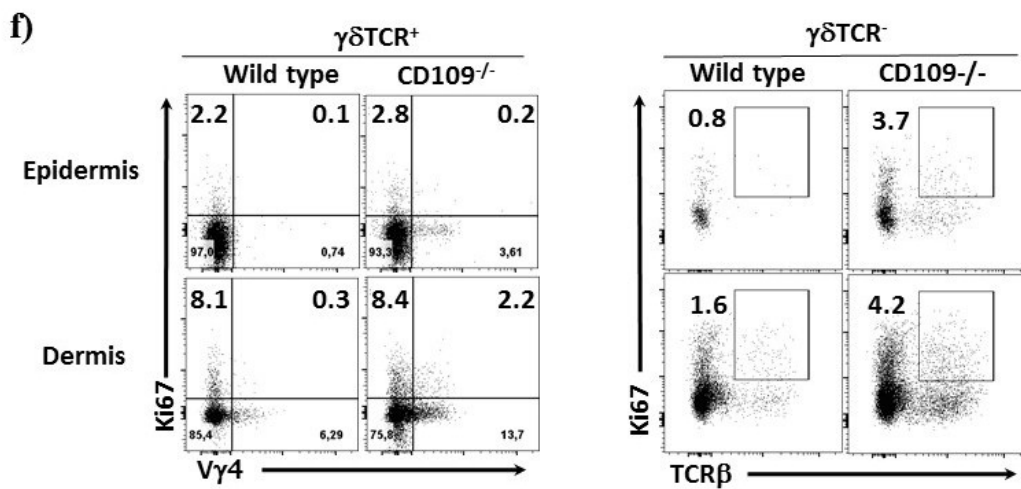 f)
γδTCR⁺
γδTCR⁻
Wild type CD109⁻/⁻
Wild type CD109-/-
Epidermis
2.2 0.1 2.8 0.2
97,0 0,74 93,3 3,61
0.8 3.7
Dermis
8.1 0.3 8.4 2.2
85,4 6,29 75,8 13,7
1.6 4.2
Ki67
Ki67
Vγ4
TCRβ